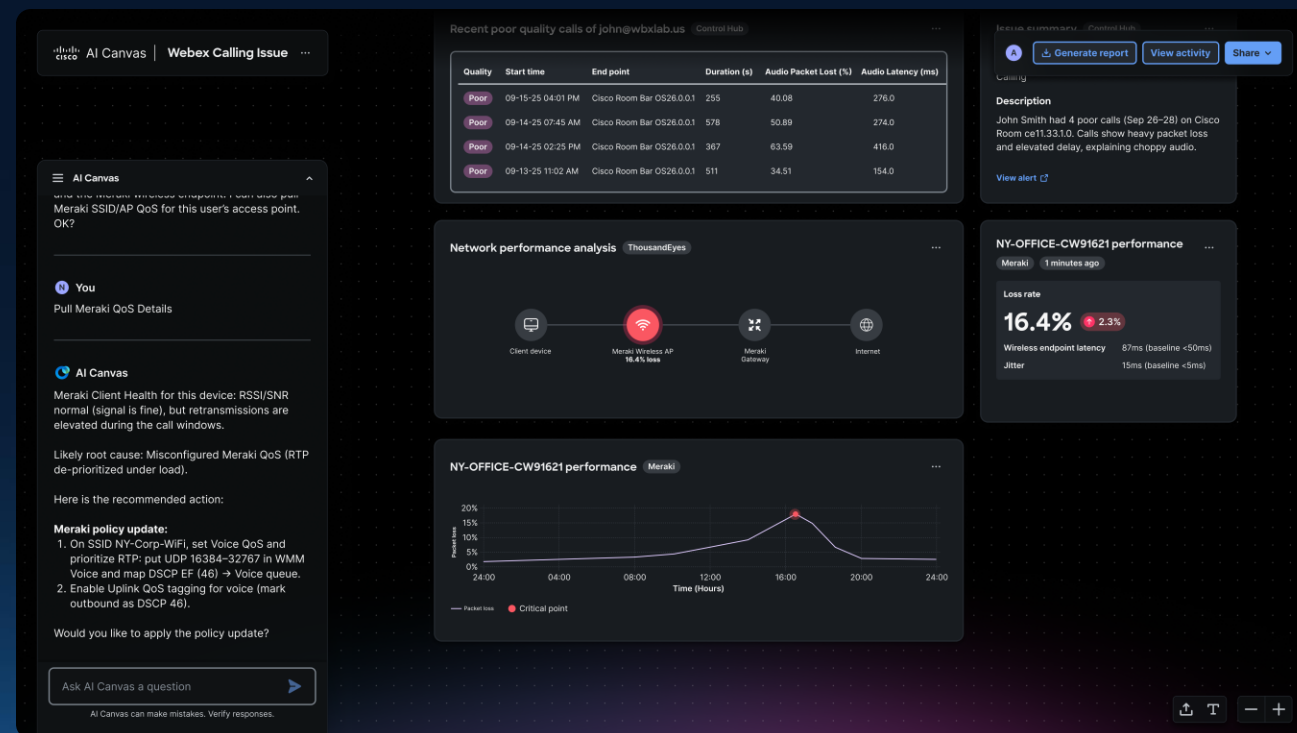 CISCO AI Canvas | Webex Calling Issue ...
AI Canvas
Meraki SSID/AP QoS for this user's access point.
OK?
N You
Pull Meraki QoS Details
AI Canvas
Meraki Client Health for this device: RSSI/SNR
normal (signal is fine), but retransmissions are
elevated during the call windows.
Likely root cause: Misconfigured Meraki QoS (RTP
de-prioritized under load).
Here is the recommended action:
Meraki policy update:
1. On SSID NY-Corp-WiFi, set Voice QoS and
prioritize RTP: put UDP 16384–32767 in WMM
Voice and map DSCP EF (46) → Voice queue.
2. Enable Uplink QoS tagging for voice (mark
outbound as DSCP 46).
Would you like to apply the policy update?
Ask AI Canvas a question
AI Canvas can make mistakes. Verify responses.
Recent poor quality calls of john@wbxlab.us Control Hub ...
Quality Start time End point Duration (s) Audio Packet Lost (%) Audio Latency (ms)
Poor 09-15-25 04:01 PM Cisco Room Bar OS26.0.0.1 255 40.08 276.0
Poor 09-14-25 07:45 AM Cisco Room Bar OS26.0.0.1 578 50.89 274.0
Poor 09-14-25 02:25 PM Cisco Room Bar OS26.0.0.1 367 63.59 416.0
Poor 09-13-25 11:02 AM Cisco Room Bar OS26.0.0.1 511 34.51 154.0
Network performance analysis ThousandEyes ...
Client device
Meraki Wireless AP
16.4% loss
Meraki
Gateway
Internet
NY-OFFICE-CW91621 performance Meraki ...
Packet loss
20%
15%
10%
5%
0%
24:00 04:00 08:00 12:00 16:00 20:00 24:00
Time (Hours)
Packet loss Critical point
Issue summary Control Hub
A Generate report View activity Share
Calling
Description
John Smith had 4 poor calls (Sep 26–28) on Cisco
Room ce11.33.1.0. Calls show heavy packet loss
and elevated delay, explaining choppy audio.
View alert
NY-OFFICE-CW91621 performance ...
Meraki 1 minutes ago
Loss rate
16.4% 2.3%
Wireless endpoint latency 87ms (baseline <50ms)
Jitter 15ms (baseline <5ms)
T